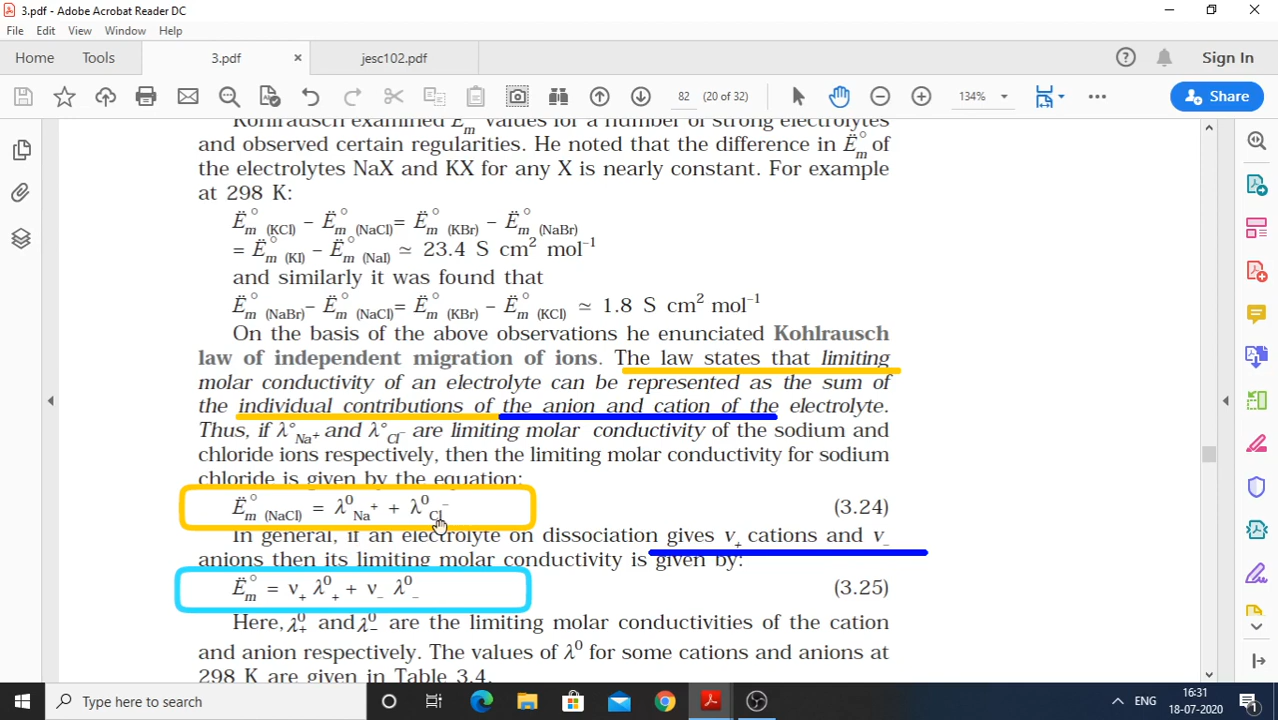 3.pdf - Adobe Acrobat Reader DC
File Edit View Window Help
Home Tools 3.pdf × jesc102.pdf Sign In
82 (20 of 32) 134% Share
Kohlrausch examined Ë°m values for a number of strong electrolytes
and observed certain regularities. He noted that the difference in Ë°m of
the electrolytes NaX and KX for any X is nearly constant. For example
at 298 K:
Ë°m (KCl) – Ë°m (NaCl)= Ë°m (KBr) – Ë°m (NaBr)
= Ë°m (KI) – Ë°m (NaI) ≃ 23.4 S cm² mol⁻¹
and similarly it was found that
Ë°m (NaBr)– Ë°m (NaCl)= Ë°m (KBr) – Ë°m (KCl) ≃ 1.8 S cm² mol⁻¹
On the basis of the above observations he enunciated Kohlrausch
law of independent migration of ions. The law states that limiting
molar conductivity of an electrolyte can be represented as the sum of
the individual contributions of the anion and cation of the electrolyte.
Thus, if λ°Na⁺ and λ°Cl⁻ are limiting molar conductivity of the sodium and
chloride ions respectively, then the limiting molar conductivity for sodium
chloride is given by the equation:
Ë°m (NaCl) = λ⁰Na⁺ + λ⁰Cl⁻ (3.24)
In general, if an electrolyte on dissociation gives ν₊ cations and ν₋
anions then its limiting molar conductivity is given by:
Ë°m = ν₊ λ⁰₊ + ν₋ λ⁰₋ (3.25)
Here, λ⁰₊ and λ⁰₋ are the limiting molar conductivities of the cation
and anion respectively. The values of λ⁰ for some cations and anions at
298 K are given in Table 3.4.
Type here to search
ENG 16:31
18-07-2020 1